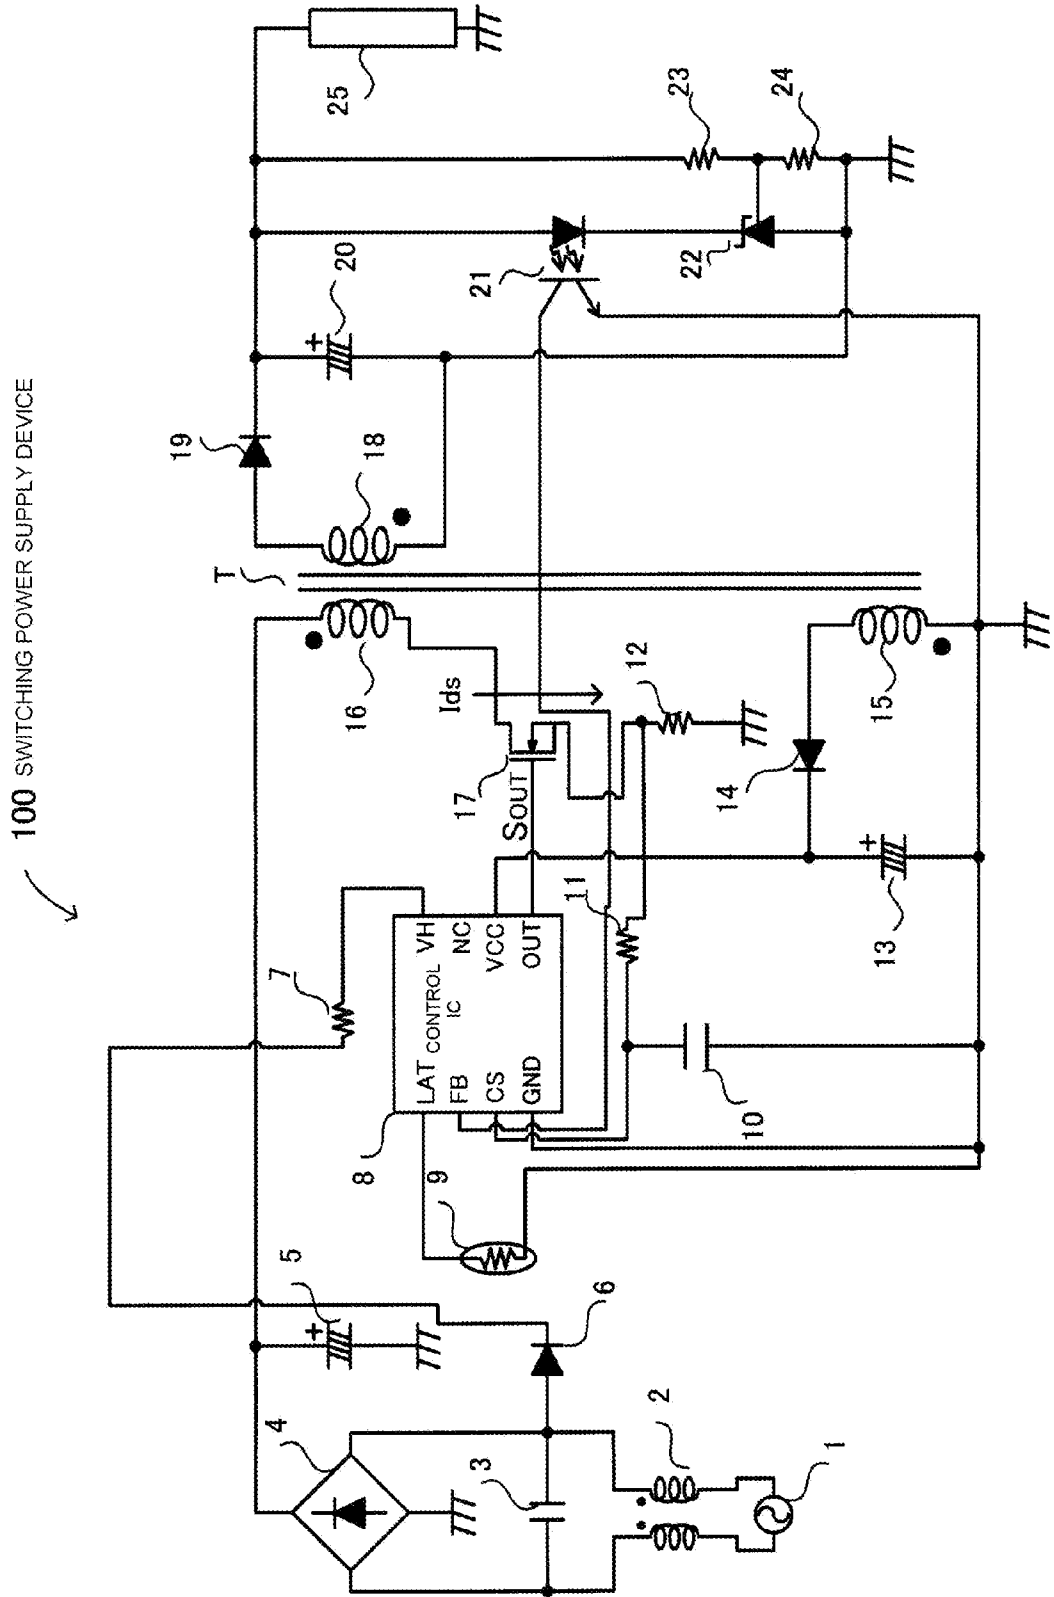 100 SWITCHING POWER SUPPLY DEVICE
1
2
3
4
5
+
6
7
8
9
CONTROL
IC
LAT
FB
CS
GND
VH
NC
VCC
OUT
10
11
12
13
+
14
15
16
17
SOUT
Ids
T
18
19
20
+
21
22
23
24
25